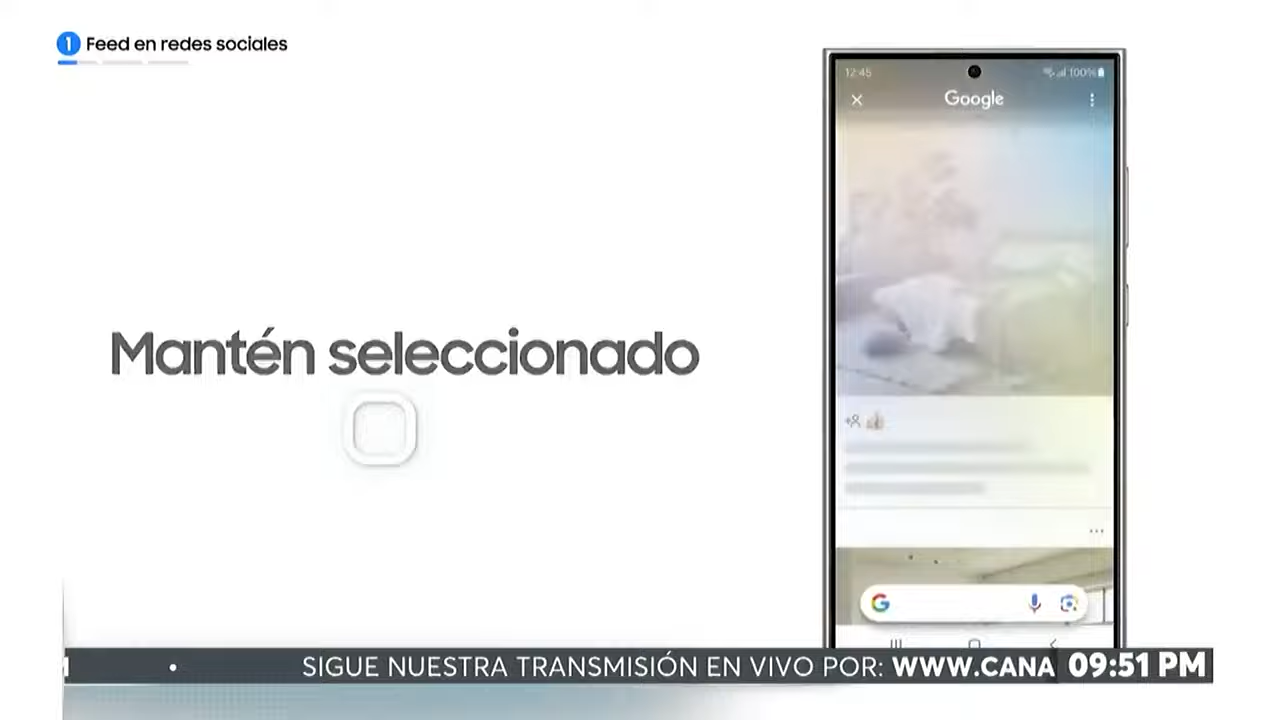 1 Feed en redes sociales
12:45 100%
Google
Mantén seleccionado
SIGUE NUESTRA TRANSMISIÓN EN VIVO POR: WWW.CANA 09:51 PM